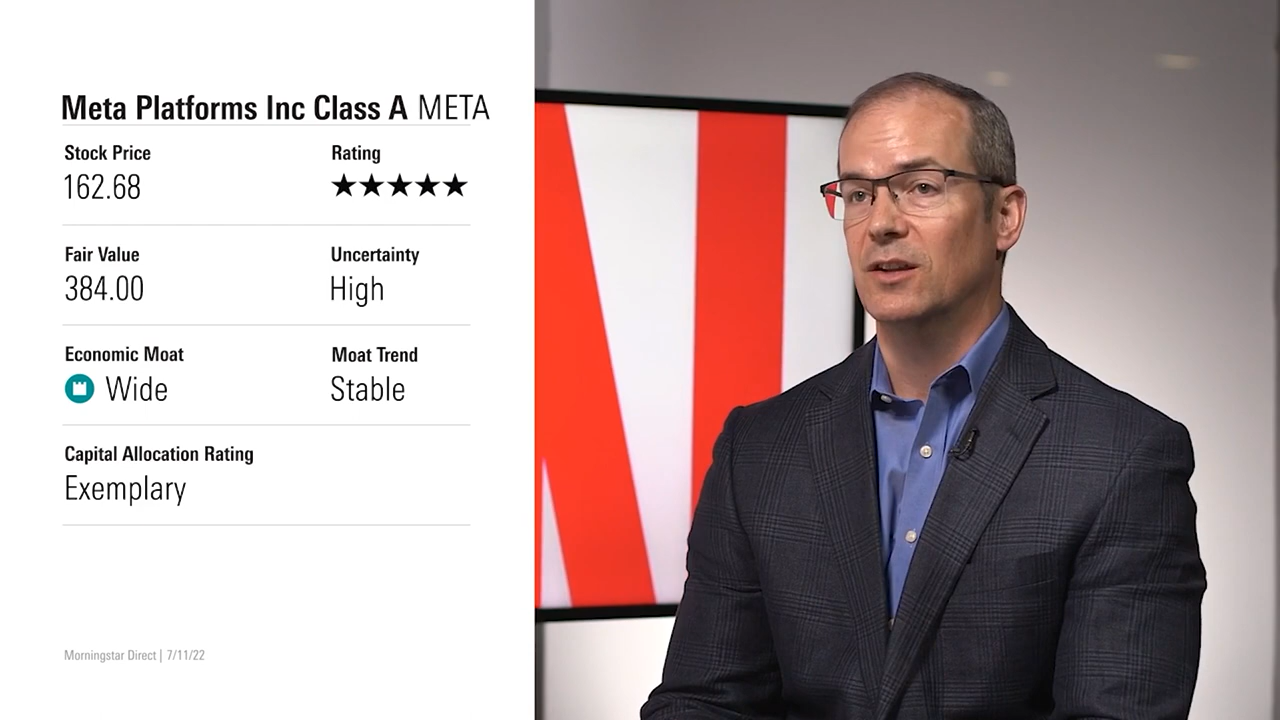 Meta Platforms Inc Class A META
Stock Price
Rating
162.68
★★★★★
Fair Value
Uncertainty
384.00
High
Economic Moat
Moat Trend
Wide
Stable
Capital Allocation Rating
Exemplary
Morningstar Direct | 7/11/22